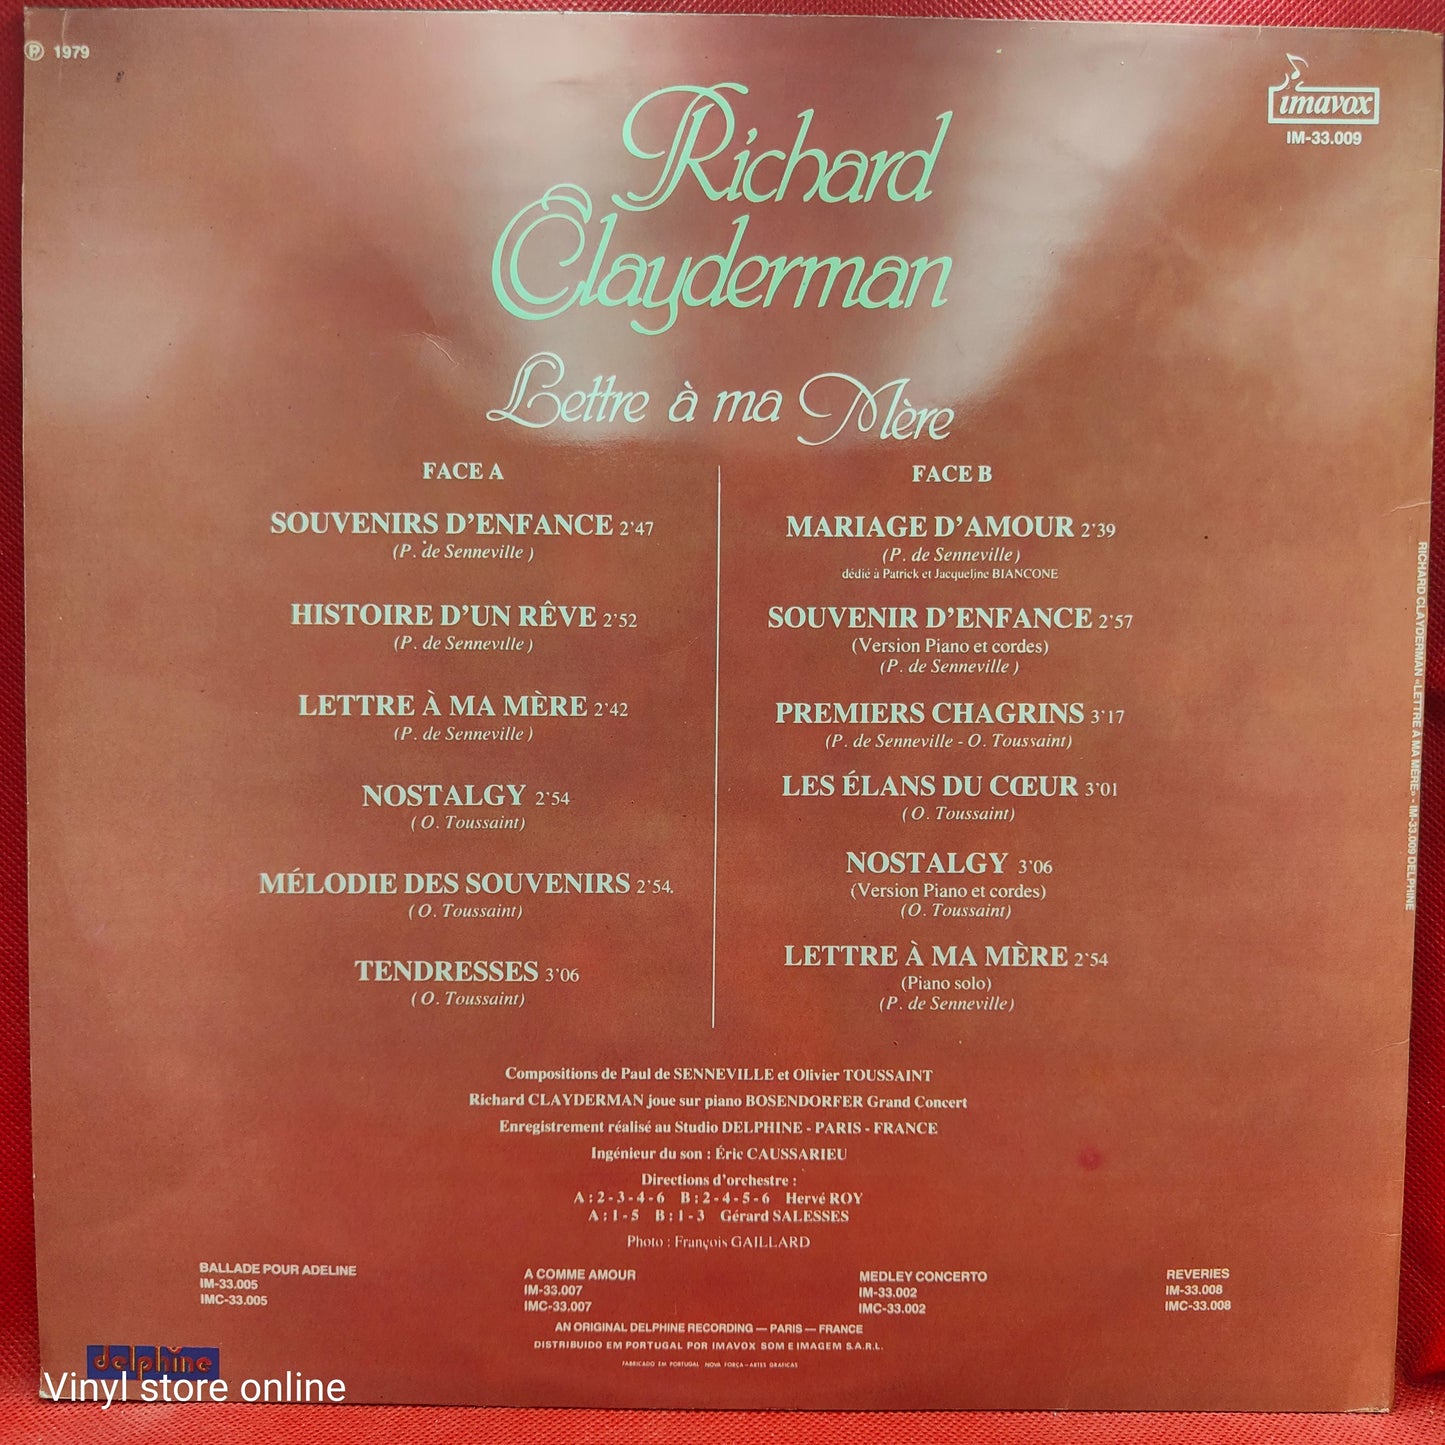 ℗ 1979
imavox
IM-33.009
Richard
Clayderman
Lettre à ma Mère
FACE A
SOUVENIRS D'ENFANCE 2'47
(P. de Senneville )
HISTOIRE D'UN RÊVE 2'52
(P. de Senneville )
LETTRE À MA MÈRE 2'42
(P. de Senneville )
NOSTALGY 2'54
( O. Toussaint)
MÉLODIE DES SOUVENIRS 2'54.
( O. Toussaint)
TENDRESSES 3'06
( O. Toussaint)
FACE B
MARIAGE D'AMOUR 2'39
(P. de Senneville )
dédié à Patrick et Jacqueline BIANCONE
SOUVENIR D'ENFANCE 2'57
(Version Piano et cordes)
(P. de Senneville )
PREMIERS CHAGRINS 3'17
(P. de Senneville - O. Toussaint)
LES ÉLANS DU CŒUR 3'01
(O. Toussaint)
NOSTALGY 3'06
(Version Piano et cordes)
(O. Toussaint)
LETTRE À MA MÈRE 2'54
(Piano solo)
(P. de Senneville)
Compositions de Paul de SENNEVILLE et Olivier TOUSSAINT
Richard CLAYDERMAN joue sur piano BOSENDORFER Grand Concert
Enregistrement réalisé au Studio DELPHINE - PARIS - FRANCE
Ingénieur du son : Éric CAUSSARIEU
Directions d'orchestre :
A : 2 - 3 - 4 - 6 B : 2 - 4 - 5 - 6 Hervé ROY
A : 1 - 5 B : 1 - 3 Gérard SALESSES
Photo : François GAILLARD
BALLADE POUR ADELINE
IM-33.005
IMC-33.005
A COMME AMOUR
IM-33.007
IMC-33.007
MEDLEY CONCERTO
IM-33.002
IMC-33.002
REVERIES
IM-33.008
IMC-33.008
AN ORIGINAL DELPHINE RECORDING — PARIS — FRANCE
DISTRIBUIDO EM PORTUGAL POR IMAVOX SOM E IMAGEM S.A.R.L.
FABRICADO EM PORTUGAL NOVA FORÇA - ARTES GRAFICAS
delphine
Vinyl store online
RICHARD CLAYDERMAN «LETTRE A MA MERE» - IM-33.009 DELPHINE